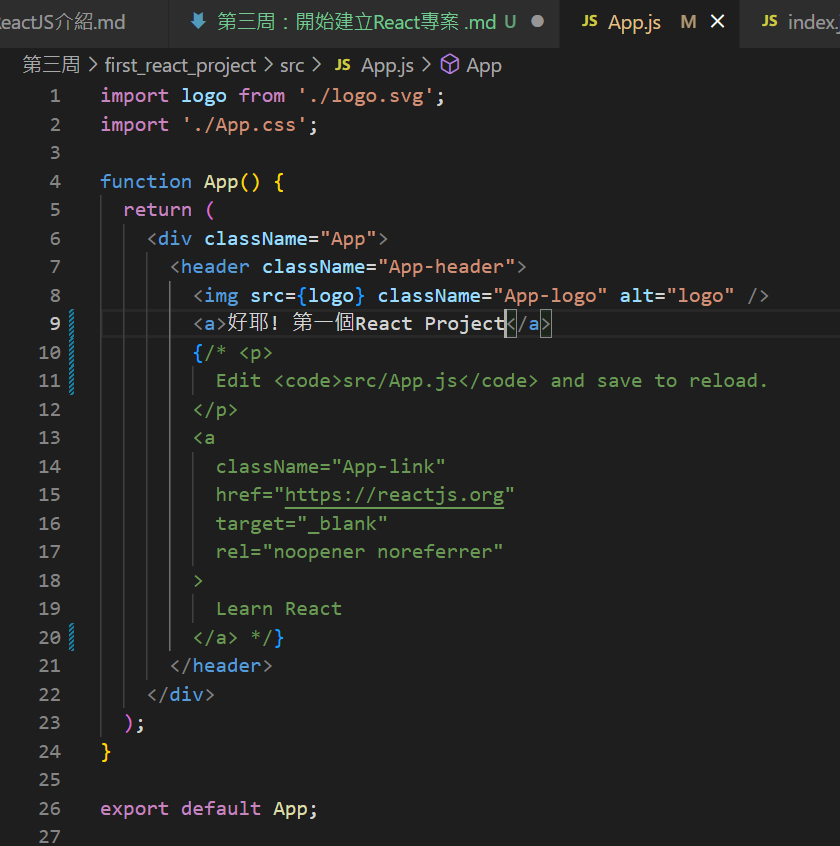 eactJS介紹.md 第三周：開始建立React專案 .md U JS App.js M JS index.
第三周 > first_react_project > src > JS App.js > App
1 import logo from './logo.svg';
2 import './App.css';
3
4 function App() {
5 return (
6 <div className="App">
7 <header className="App-header">
8 <img src={logo} className="App-logo" alt="logo" />
9 <a>好耶! 第一個React Project</a>
10 {/* <p>
11 Edit <code>src/App.js</code> and save to reload.
12 </p>
13 <a
14 className="App-link"
15 href="https://reactjs.org"
16 target="_blank"
17 rel="noopener noreferrer"
18 >
19 Learn React
20 </a> */}
21 </header>
22 </div>
23 );
24 }
25
26 export default App;
27